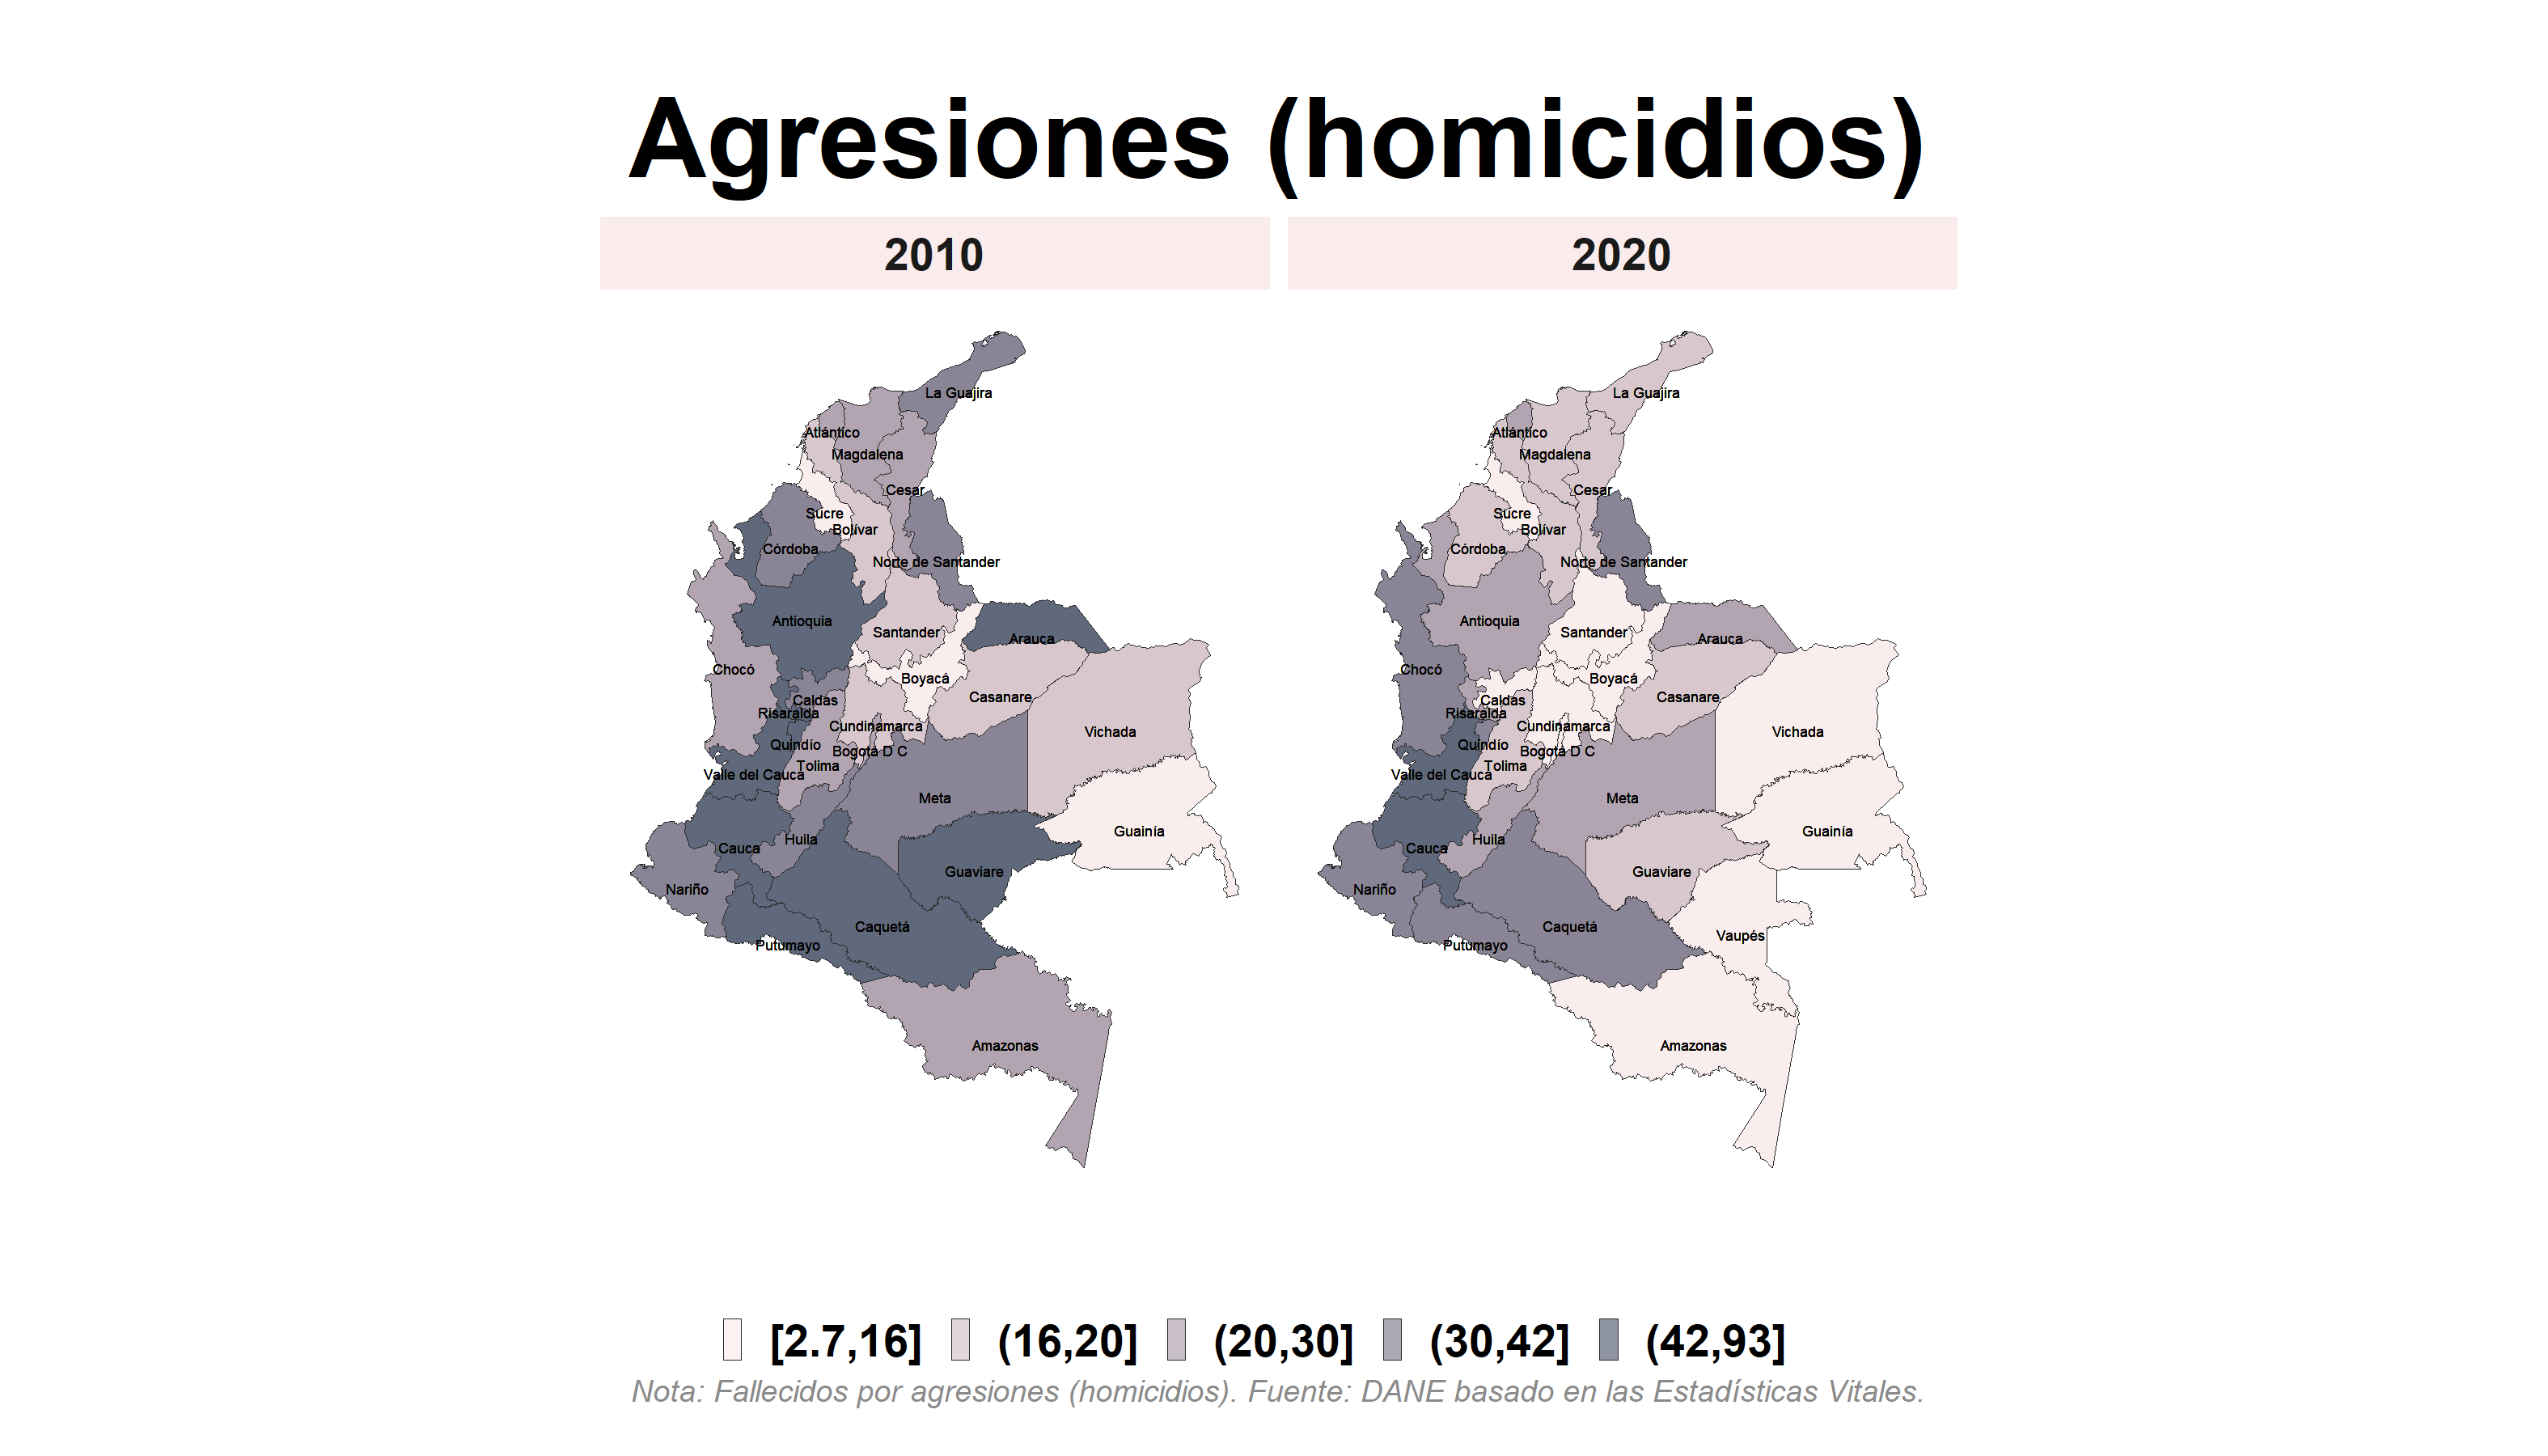 Agresiones (homicidios)
2010
2020
La Guajira
Atlántico
Magdalena
Cesar
Sucre
Bolívar
Córdoba
Norte de Santander
Antioquia
Santander
Arauca
Chocó
Boyacá
Caldas
Casanare
Risaralda
Cundinamarca
Vichada
Quindío
Bogotá D C
Tolima
Valle del Cauca
Meta
Guainía
Huila
Cauca
Guaviare
Nariño
Caquetá
Putumayo
Amazonas
La Guajira
Atlántico
Magdalena
Cesar
Sucre
Bolívar
Córdoba
Norte de Santander
Antioquia
Santander
Arauca
Chocó
Boyacá
Caldas
Casanare
Risaralda
Cundinamarca
Vichada
Quindío
Bogotá D C
Tolima
Valle del Cauca
Meta
Guainía
Huila
Cauca
Guaviare
Nariño
Caquetá
Vaupés
Putumayo
Amazonas
[2.7,16] (16,20] (20,30] (30,42] (42,93]
Nota: Fallecidos por agresiones (homicidios). Fuente: DANE basado en las Estadísticas Vitales.